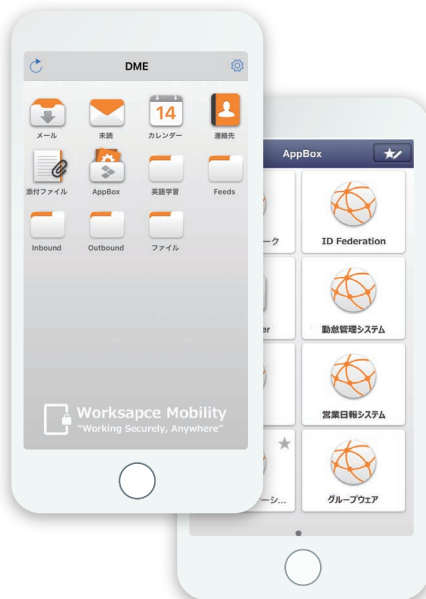 DME
14
メール
未読
カレンダー
連絡先
添付ファイル
AppBox
英語学習
Feeds
Inbound
Outbound
ファイル
Worksapce Mobility
"Working Securely, Anywhere"
AppBox
ーク
ID Federation
er
勤怠管理システム
営業日報システム
ーシ...
グループウェア